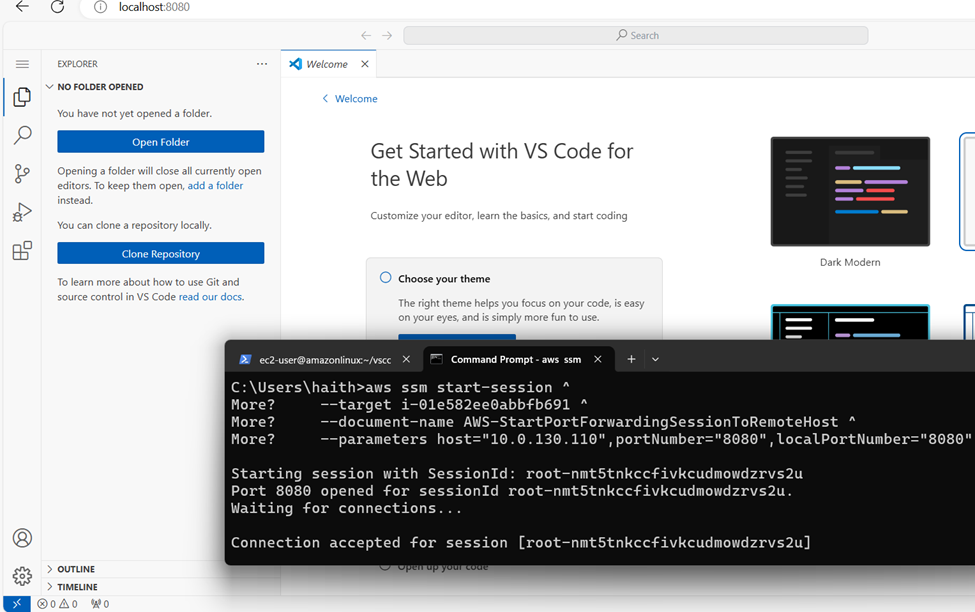 localhost:8080
Search
EXPLORER
Welcome
NO FOLDER OPENED
You have not yet opened a folder.
Open Folder
Opening a folder will close all currently open
editors. To keep them open, add a folder
instead.
You can clone a repository locally.
Clone Repository
To learn more about how to use Git and
source control in VS Code read our docs.
OUTLINE
TIMELINE
0 0 0
Welcome
Get Started with VS Code for
the Web
Customize your editor, learn the basics, and start coding
Choose your theme
The right theme helps you focus on your code, is easy
on your eyes, and is simply more fun to use.
Dark Modern
ec2-user@amazonlinux:~/vscc
Command Prompt - aws ssm
C:\Users\haith>aws ssm start-session ^
More? --target i-01e582ee0abbfb691 ^
More? --document-name AWS-StartPortForwardingSessionToRemoteHost ^
More? --parameters host="10.0.130.110",portNumber="8080",localPortNumber="8080"
Starting session with SessionId: root-nmt5tnkccfivkcudmowdzrvs2u
Port 8080 opened for sessionId root-nmt5tnkccfivkcudmowdzrvs2u.
Waiting for connections...
Connection accepted for session [root-nmt5tnkccfivkcudmowdzrvs2u]
Open up your code